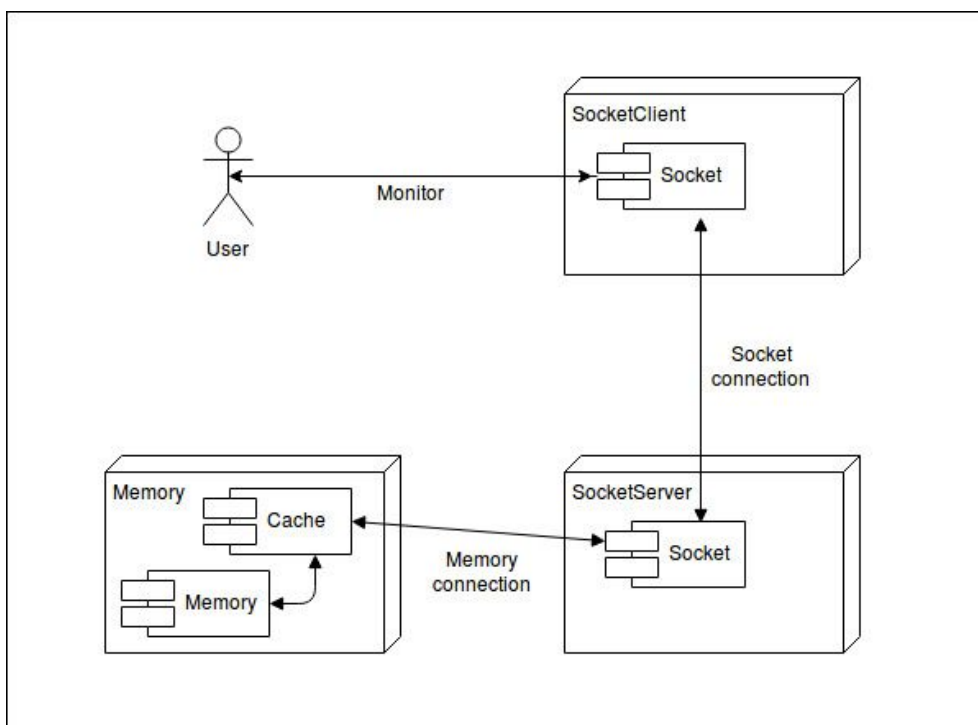 SocketClient
Socket
Monitor
User
Socket
connection
Memory
Cache
Memory
Memory
connection
SocketServer
Socket